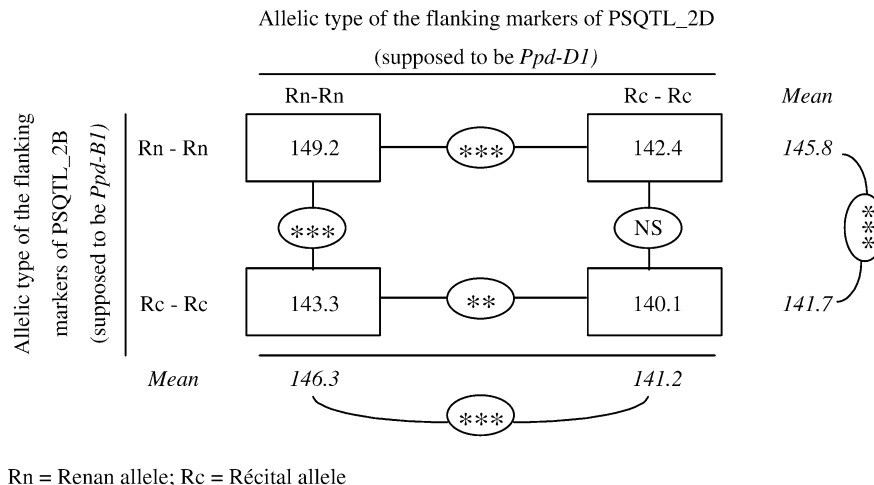 Allelic type of the flanking markers of PSQTL_2D
(supposed to be Ppd-D1)
Rn-Rn Rc - Rc Mean
Allelic type of the flanking
markers of PSQTL_2B
(supposed to be Ppd-B1)
Rn - Rn 149.2 *** 142.4 145.8
*** NS ***
Rc - Rc 143.3 ** 140.1 141.7
Mean 146.3 141.2
***
Rn = Renan allele; Rc = Récital allele